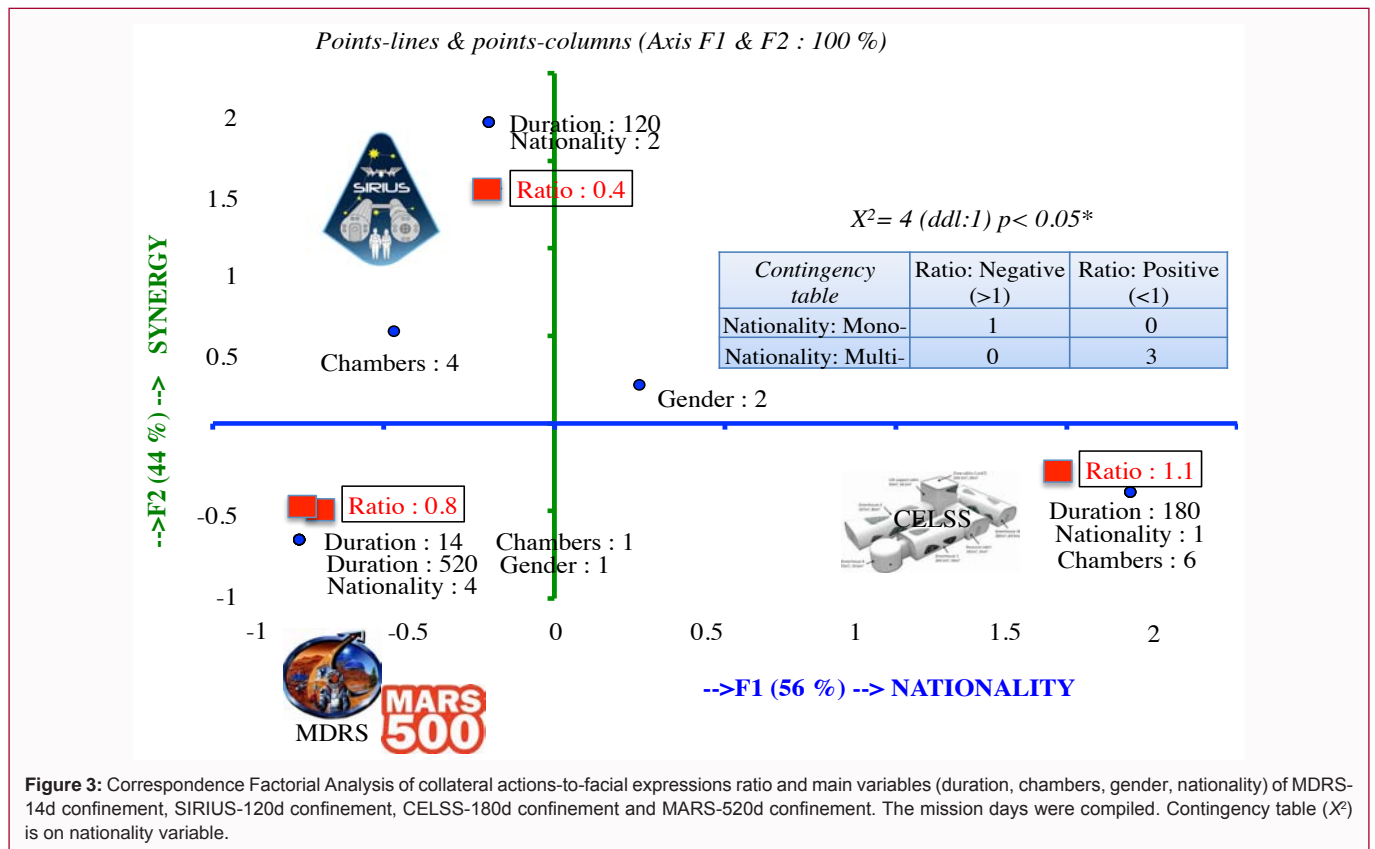 Points-lines & points-columns (Axis F1 & F2 : 100 %)
2
1.5
1
0.5
-0.5
-1
-1
-0.5
0
0.5
1
1.5
2
-->F2 (44 %) --> SYNERGY
-->F1 (56 %) --> NATIONALITY
Duration : 120
Nationality : 2
Ratio : 0.4
SIRIUS
Chambers : 4
Gender : 2
X²= 4 (ddl:1) p< 0.05*
Contingency table
Ratio: Negative (>1)
Ratio: Positive (<1)
Nationality: Mono-
1
0
Nationality: Multi-
0
3
Ratio : 0.8
Duration : 14
Duration : 520
Nationality : 4
Chambers : 1
Gender : 1
CELSS
Ratio : 1.1
Duration : 180
Nationality : 1
Chambers : 6
MDRS
MARS
500
Figure 3: Correspondence Factorial Analysis of collateral actions-to-facial expressions ratio and main variables (duration, chambers, gender, nationality) of MDRS-
14d confinement, SIRIUS-120d confinement, CELSS-180d confinement and MARS-520d confinement. The mission days were compiled. Contingency table (X²)
is on nationality variable.